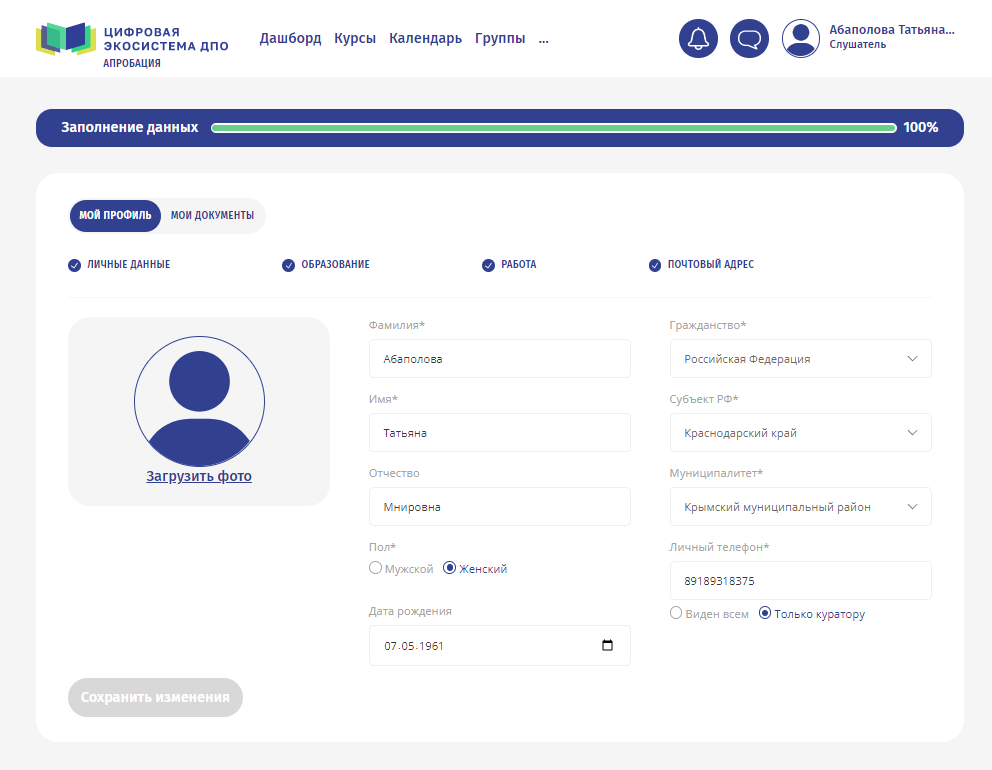 ЦИФРОВАЯ
ЭКОСИСТЕМА ДПО
АПРОБАЦИЯ
Дашборд Курсы Календарь Группы ...
Абаполова Татьяна...
Слушатель
Заполнение данных 100%
МОЙ ПРОФИЛЬ МОИ ДОКУМЕНТЫ
ЛИЧНЫЕ ДАННЫЕ ОБРАЗОВАНИЕ РАБОТА ПОЧТОВЫЙ АДРЕС
Загрузить фото
Фамилия*
Абаполова
Имя*
Татьяна
Отчество
Мнировна
Пол*
Мужской Женский
Дата рождения
07.05.1961
Гражданство*
Российская Федерация
Субъект РФ*
Краснодарский край
Муниципалитет*
Крымский муниципальный район
Личный телефон*
89189318375
Виден всем Только куратору
Сохранить изменения